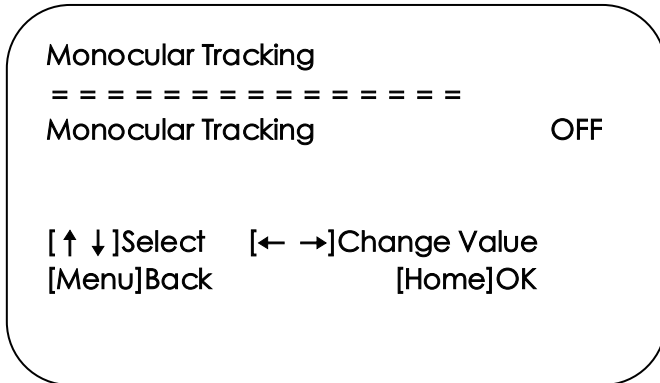 Monocular Tracking
= = = = = = = = = = = = = = =
Monocular Tracking OFF
[↑ ↓]Select [← →]Change Value
[Menu]Back [Home]OK